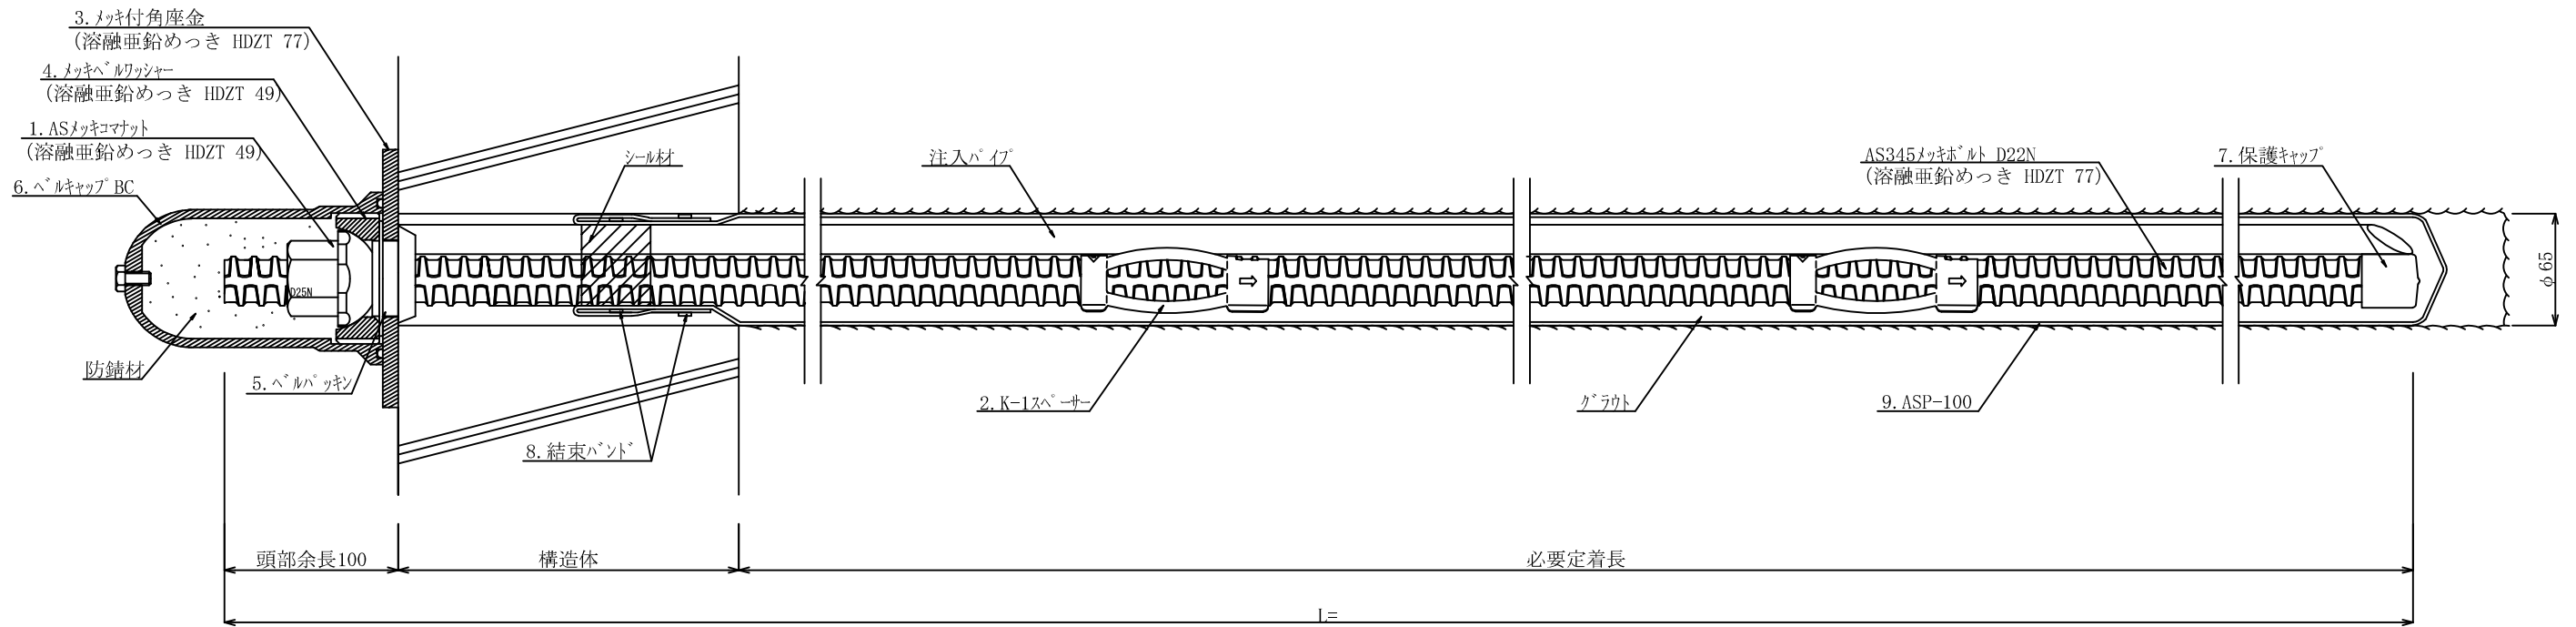 3.ﾒｯｷ付角座金
(溶融亜鉛めっき HDZT 77)
4.ﾒｯｷﾍﾞﾙﾜｯｼｬｰ
(溶融亜鉛めっき HDZT 49)
1.ASﾒｯｷｺﾏﾅｯﾄ
(溶融亜鉛めっき HDZT 49)
6.ﾍﾞﾙｷｬｯﾌﾟBC
ｼｰﾙ材
注入ﾊﾟｲﾌﾟ
AS345ﾒｯｷﾎﾞﾙﾄ D22N
(溶融亜鉛めっき HDZT 77)
7.保護ｷｬｯﾌﾟ
φ65
D25N
防錆材
5.ﾍﾞﾙﾊﾟｯｷﾝ
8.結束ﾊﾞﾝﾄﾞ
2.K-1ｽﾍﾟｰｻｰ
ｸﾞﾗｳﾄ
9.ASP-100
頭部余長100
構造体
必要定着長
L=